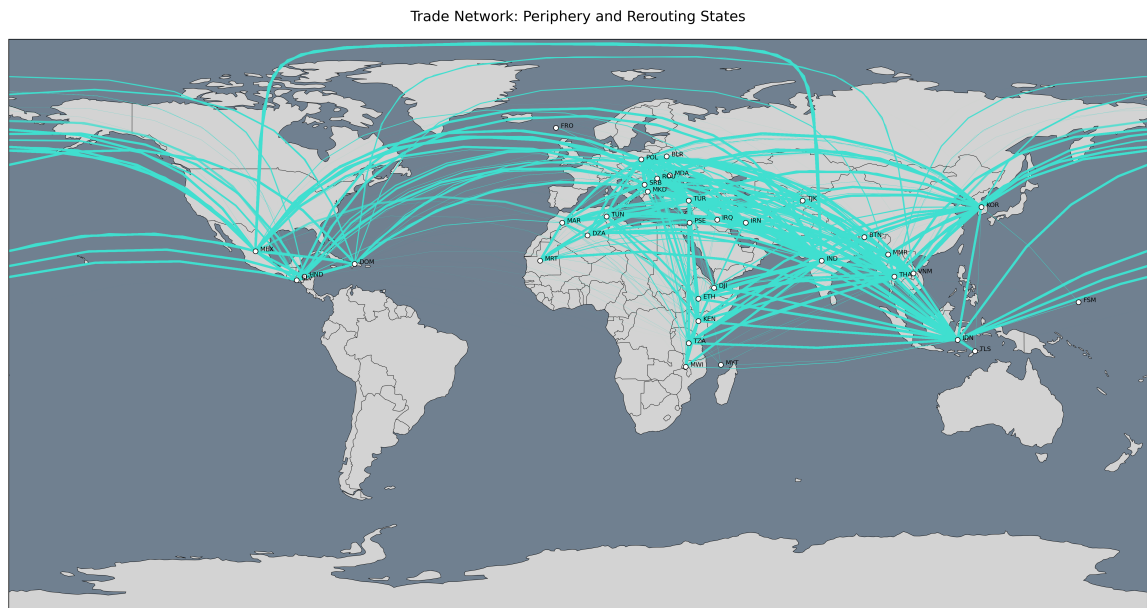 Trade Network: Periphery and Rerouting States
FRO
POL
BLR
MDA
SRB
MKD
TUR
TJK
KOR
TUN
MAR
PSE
IRQ
IRN
DZA
BTN
MEX
MMR
MRT
IND
DOM
HND
THA
VNM
DJI
ETH
FSM
KEN
TZA
IDN
TLS
MWI
MYT